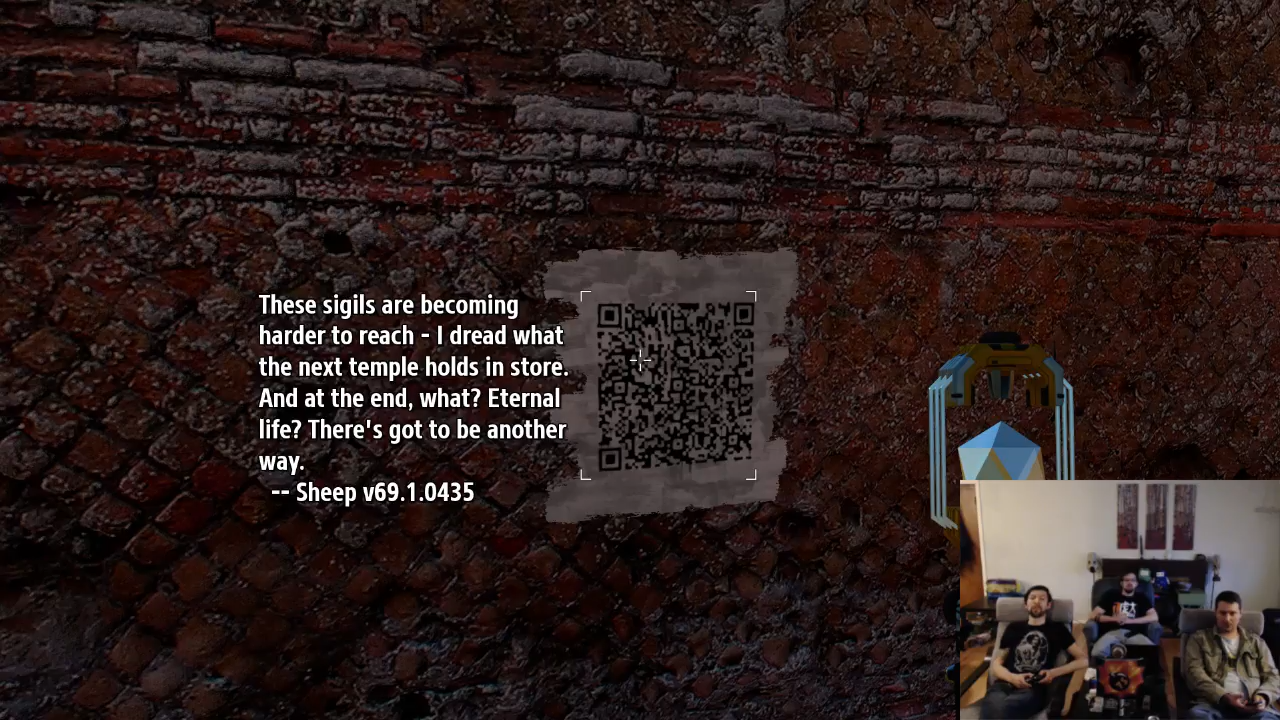 These sigils are becoming
harder to reach - I dread what
the next temple holds in store.
And at the end, what? Eternal
life? There's got to be another
way.
-- Sheep v69.1.0435